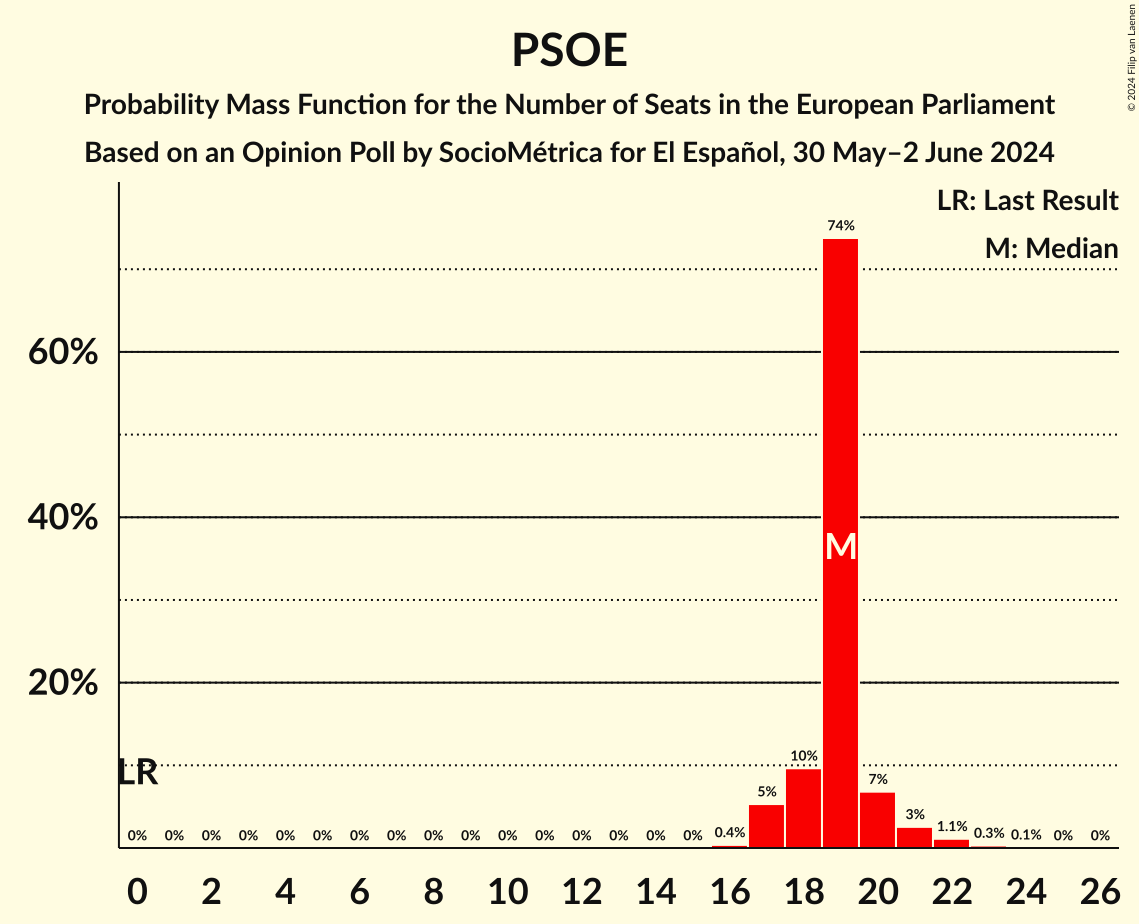 PSOE
Probability Mass Function for the Number of Seats in the European Parliament
Based on an Opinion Poll by SocioMétrica for El Español, 30 May–2 June 2024
© 2024 Filip van Laenen
LR: Last Result
M: Median
74%
60%
40%
M
20%
LR
10%
7%
5%
3%
0% 0% 0% 0% 0% 0% 0% 0% 0% 0% 0% 0% 0% 0% 0% 0% 0.4% 1.1% 0.3% 0.1% 0% 0%
0 2 4 6 8 10 12 14 16 18 20 22 24 26